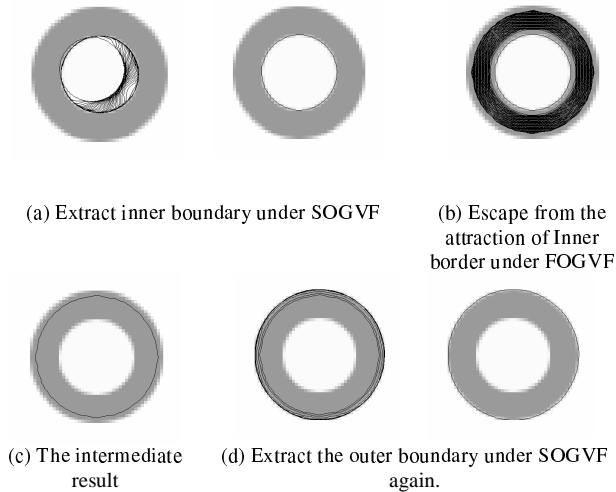 (a) Extract inner boundary under SOGVF
(b) Escape from the
attraction of Inner
border under FOGVF
(c) The intermediate
result
(d) Extract the outer boundary under SOGVF
again.